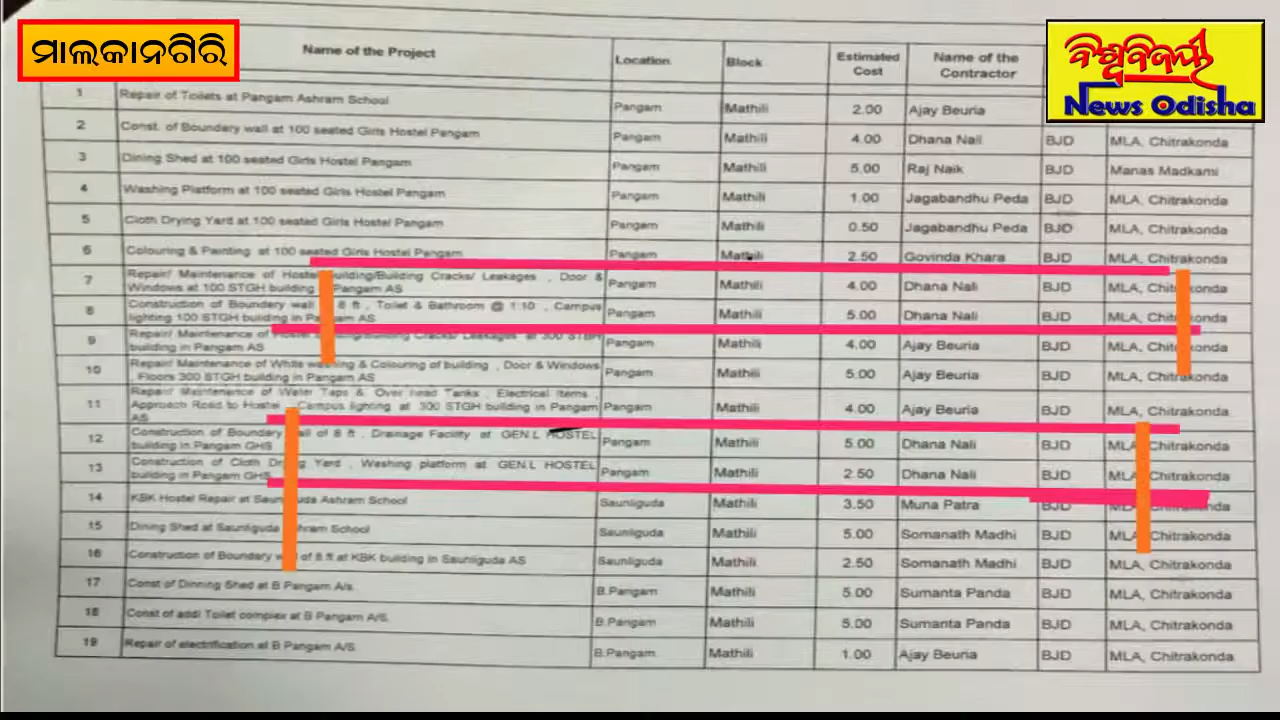 ମାଲକାନଗିରି
ବିଶ୍ୱବିଜୟୀ
News Odisha
Name of the Project Location Block Estimated Cost Name of the Contractor
1 Repair of Toilets at Pangam Ashram School Pangam Mathili 2.00 Ajay Beuria
2 Const. of Boundary wall at 100 seated Girls Hostel Pangam Pangam Mathili 4.00 Dhana Nali BJD MLA, Chitrakonda
3 Dining Shed at 100 seated Girls Hostel Pangam Pangam Mathili 5.00 Raj Naik BJD Manas Madkami
4 Washing Platform at 100 seated Girls Hostel Pangam Pangam Mathili 1.00 Jagabandhu Peda BJD MLA, Chitrakonda
5 Cloth Drying Yard at 100 seated Girls Hostel Pangam Pangam Mathili 0.50 Jagabandhu Peda BJD MLA, Chitrakonda
6 Colouring & Painting at 100 seated Girls Hostel Pangam Pangam Mathili 2.50 Govinda Khara BJD MLA, Chitrakonda
7 Repair/ Maintenance of Hostel building/Building Cracks/ Leakages , Door &
Windows at 100 STGH building Pangam AS Pangam Mathili 4.00 Dhana Nali BJD MLA, Chitrakonda
8 Construction of Boundary wall 8 ft , Toilet & Bathroom @ 1:10 , Campus
lighting 100 STGH building in Pangam AS Pangam Mathili 5.00 Dhana Nali BJD MLA, Chitrakonda
9 Repair/ Maintenance of Hostel building/Building Cracks/ Leakages at 300 STBH
building in Pangam AS Pangam Mathili 4.00 Ajay Beuria BJD MLA, Chitrakonda
10 Repair/ Maintenance of White washing & Colouring of building , Door & Windows
, Floors 300 STGH building in Pangam AS Pangam Mathili 5.00 Ajay Beuria BJD MLA, Chitrakonda
11 Repair/ Maintenance of Water Taps & Over head Tanks , Electrical Items ,
Approach Road to Hostel , Campus lighting at 300 STGH building in Pangam
AS Pangam Mathili 4.00 Ajay Beuria BJD MLA, Chitrakonda
12 Construction of Boundary wall of 8 ft , Drainage Facility at GEN.L HOSTEL
building in Pangam GHS Pangam Mathili 5.00 Dhana Nali BJD MLA, Chitrakonda
13 Construction of Cloth Drying Yard , Washing platform at GEN.L HOSTEL
building in Pangam GHS Pangam Mathili 2.50 Dhana Nali BJD MLA, Chitrakonda
14 KSK Hostel Repair at Saunliguda Ashram School Saunliguda Mathili 3.50 Muna Patra BJD MLA, Chitrakonda
15 Dining Shed at Saunliguda Ashram School Saunliguda Mathili 5.00 Somanath Madhi BJD MLA, Chitrakonda
16 Construction of Boundary wall of 8 ft at KBK building in Saunliguda AS Saunliguda Mathili 2.50 Somanath Madhi BJD MLA, Chitrakonda
17 Const of Dinning Shed at B Pangam A/s. B.Pangam Mathili 5.00 Sumanta Panda BJD MLA, Chitrakonda
18 Const of addl Toilet complex at B Pangam A/S. B.Pangam Mathili 5.00 Sumanta Panda BJD MLA, Chitrakonda
19 Repair of electrification at B Pangam A/S B.Pangam Mathili 1.00 Ajay Beuria BJD MLA, Chitrakonda